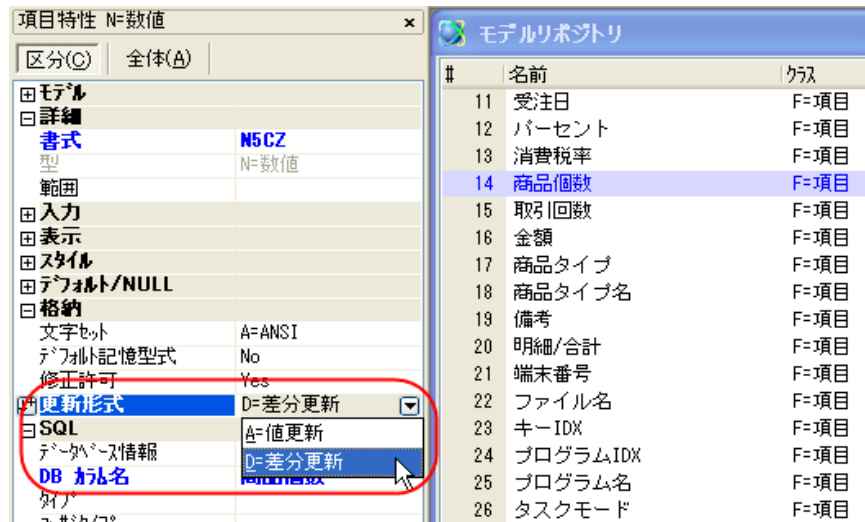 項目特性 N=数値
×
区分(C) 全体(A)
モデル
詳細
書式 N5CZ
型 N=数値
範囲
入力
表示
スタイル
デフォルト/NULL
格納
文字セット A=ANSI
デフォルト記憶型式 No
修正許可 Yes
更新形式 D=差分更新
A=値更新
D=差分更新
SQL
データベース情報
DB カラム名 商品個数
タイプ
モデルリポジトリ
# 名前 クラス
11 受注日 F=項目
12 パーセント F=項目
13 消費税率 F=項目
14 商品個数 F=項目
15 取引回数 F=項目
16 金額 F=項目
17 商品タイプ F=項目
18 商品タイプ名 F=項目
19 備考 F=項目
20 明細/合計 F=項目
21 端末番号 F=項目
22 ファイル名 F=項目
23 キーIDX F=項目
24 プログラムIDX F=項目
25 プログラム名 F=項目
26 タスクモード F=項目